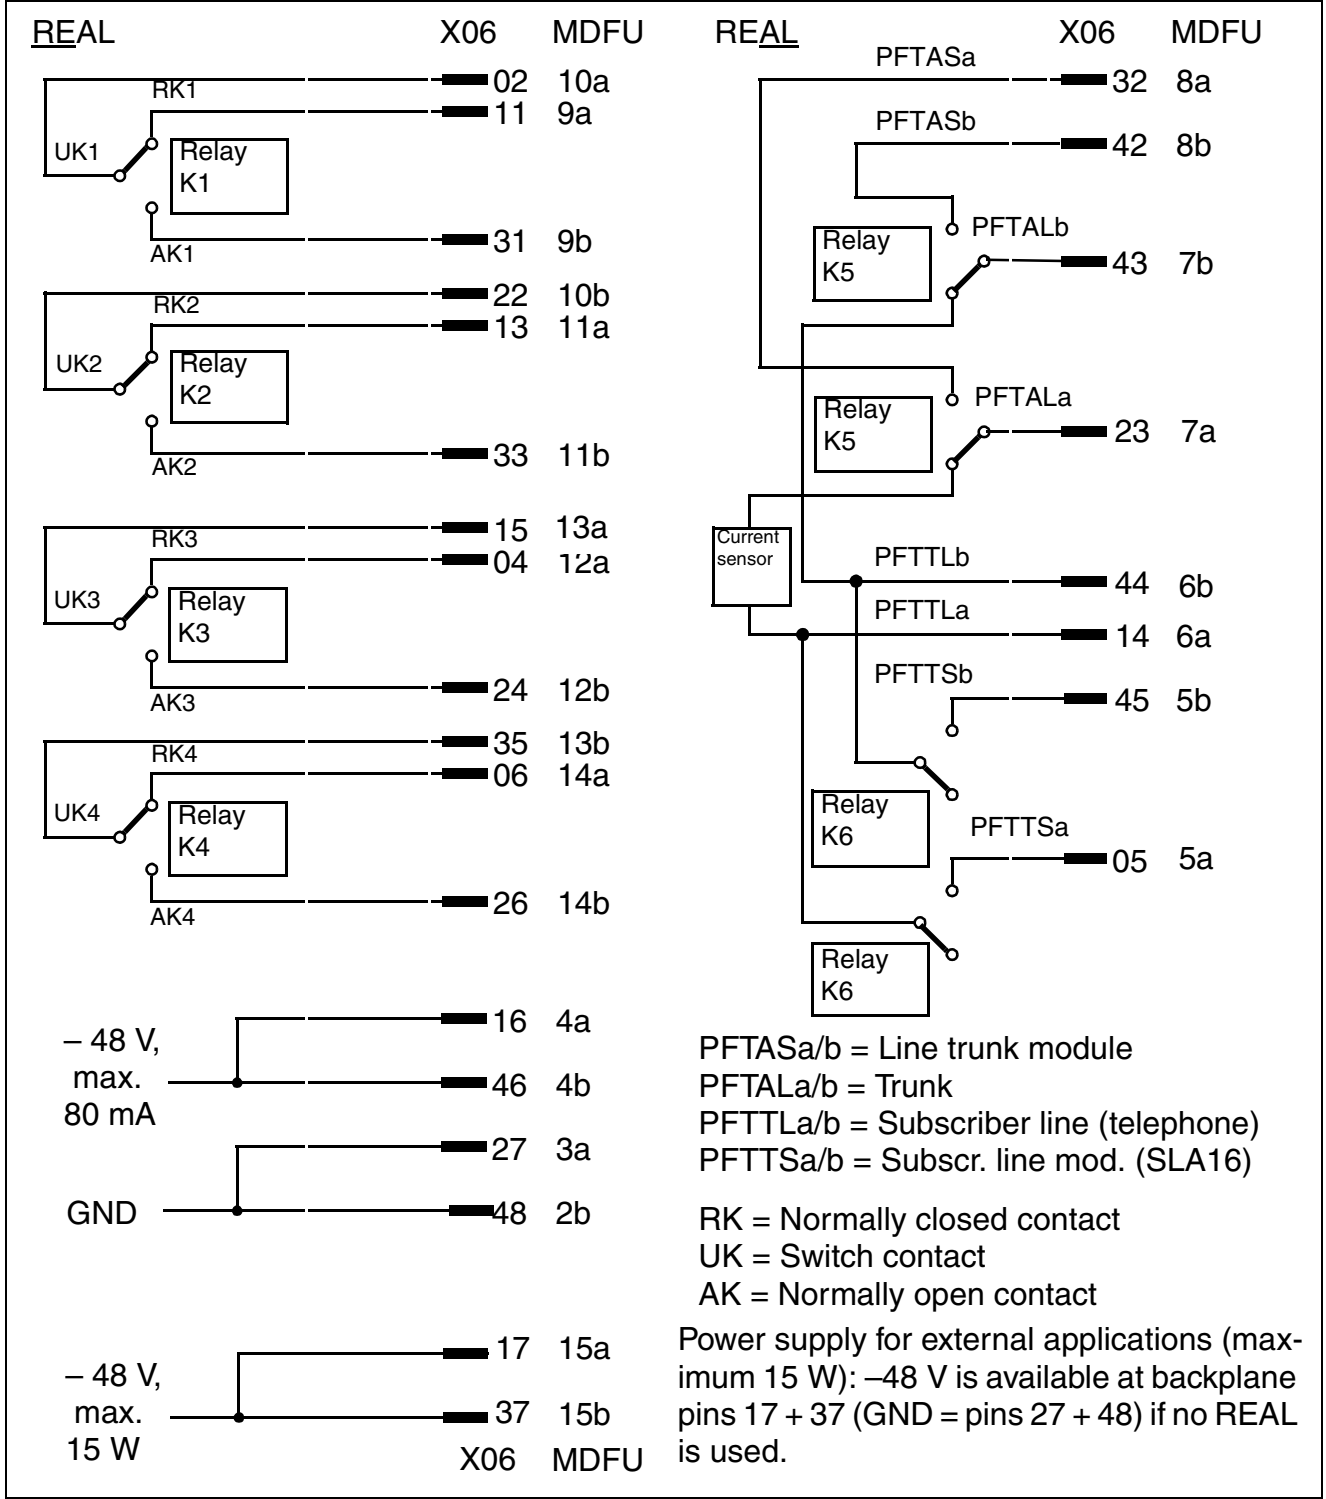 REAL X06 MDFU
RK1 02 10a
11 9a
UK1 Relay
K1
AK1 31 9b
RK2 22 10b
13 11a
UK2 Relay
K2
AK2 33 11b
RK3 15 13a
04 12a
UK3 Relay
K3
AK3 24 12b
RK4 35 13b
06 14a
UK4 Relay
K4
AK4 26 14b
– 48 V,
max.
80 mA
16 4a
46 4b
27 3a
GND 48 2b
– 48 V,
max.
15 W
17 15a
37 15b
X06 MDFU
REAL X06 MDFU
PFTASa 32 8a
PFTASb 42 8b
Relay
K5
PFTALb 43 7b
Relay
K5
PFTALa 23 7a
Current
sensor
PFTTLb 44 6b
PFTTLa 14 6a
PFTTSb 45 5b
Relay
K6
PFTTSa 05 5a
Relay
K6
PFTASa/b = Line trunk module
PFTALa/b = Trunk
PFTTLa/b = Subscriber line (telephone)
PFTTSa/b = Subscr. line mod. (SLA16)
RK = Normally closed contact
UK = Switch contact
AK = Normally open contact
Power supply for external applications (max-
imum 15 W): –48 V is available at backplane
pins 17 + 37 (GND = pins 27 + 48) if no REAL
is used.